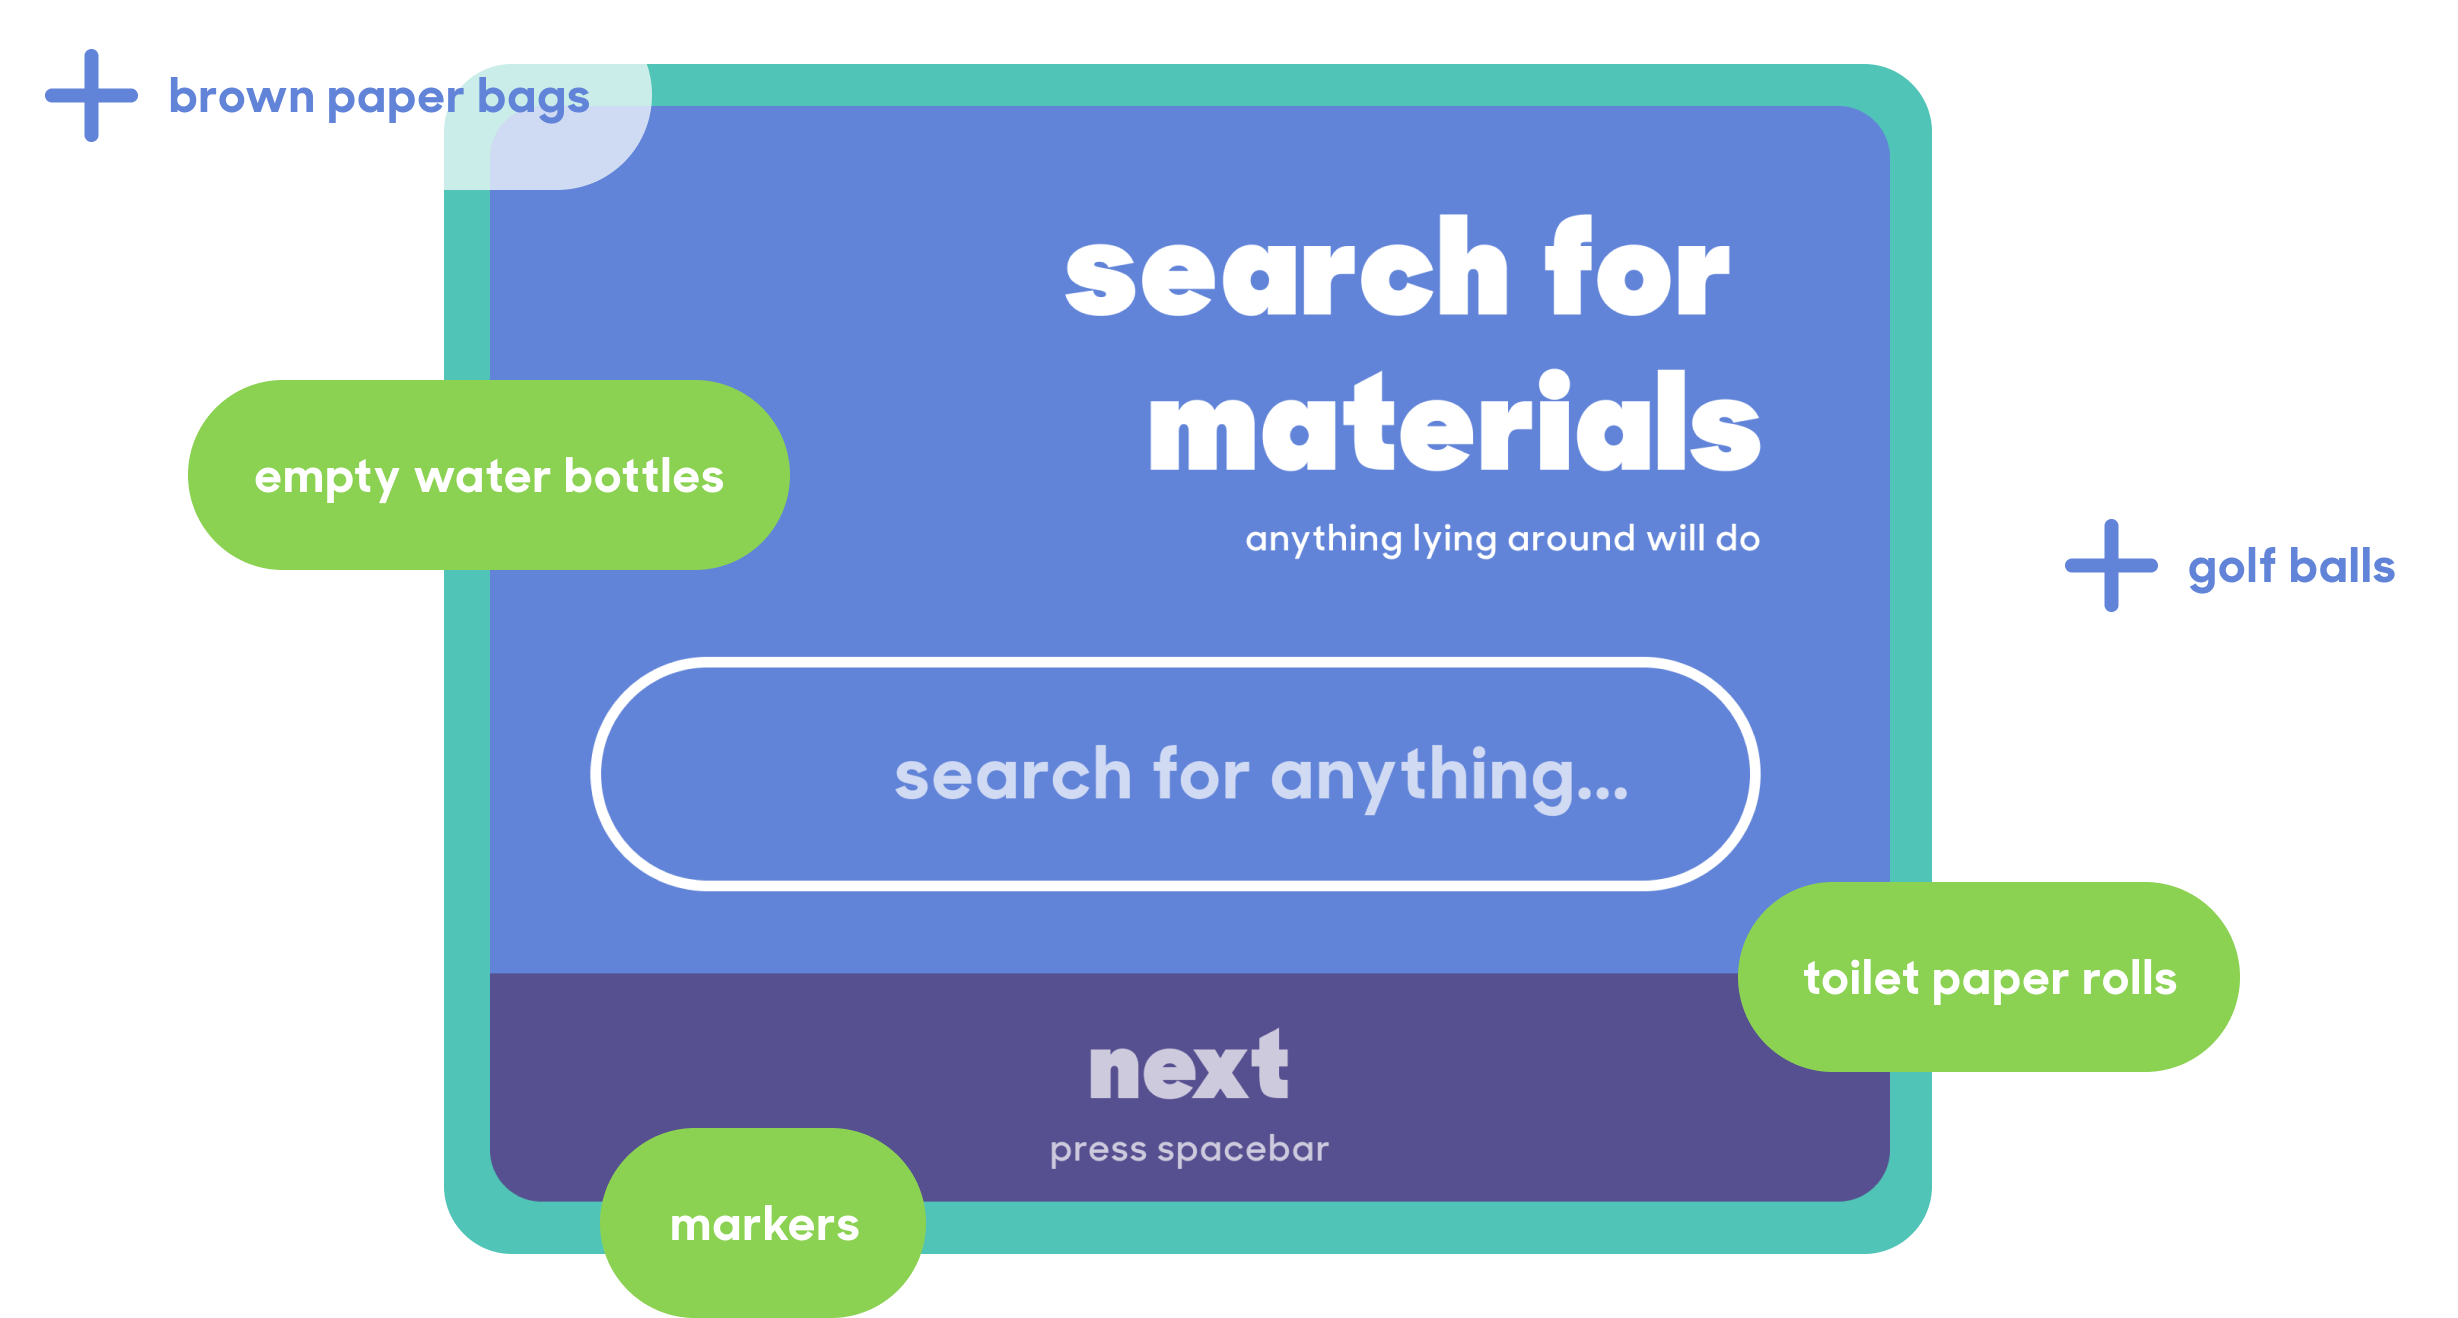 brown paper bags
search for
materials
empty water bottles
anything lying around will do
golf balls
search for anything...
toilet paper rolls
next
press spacebar
markers